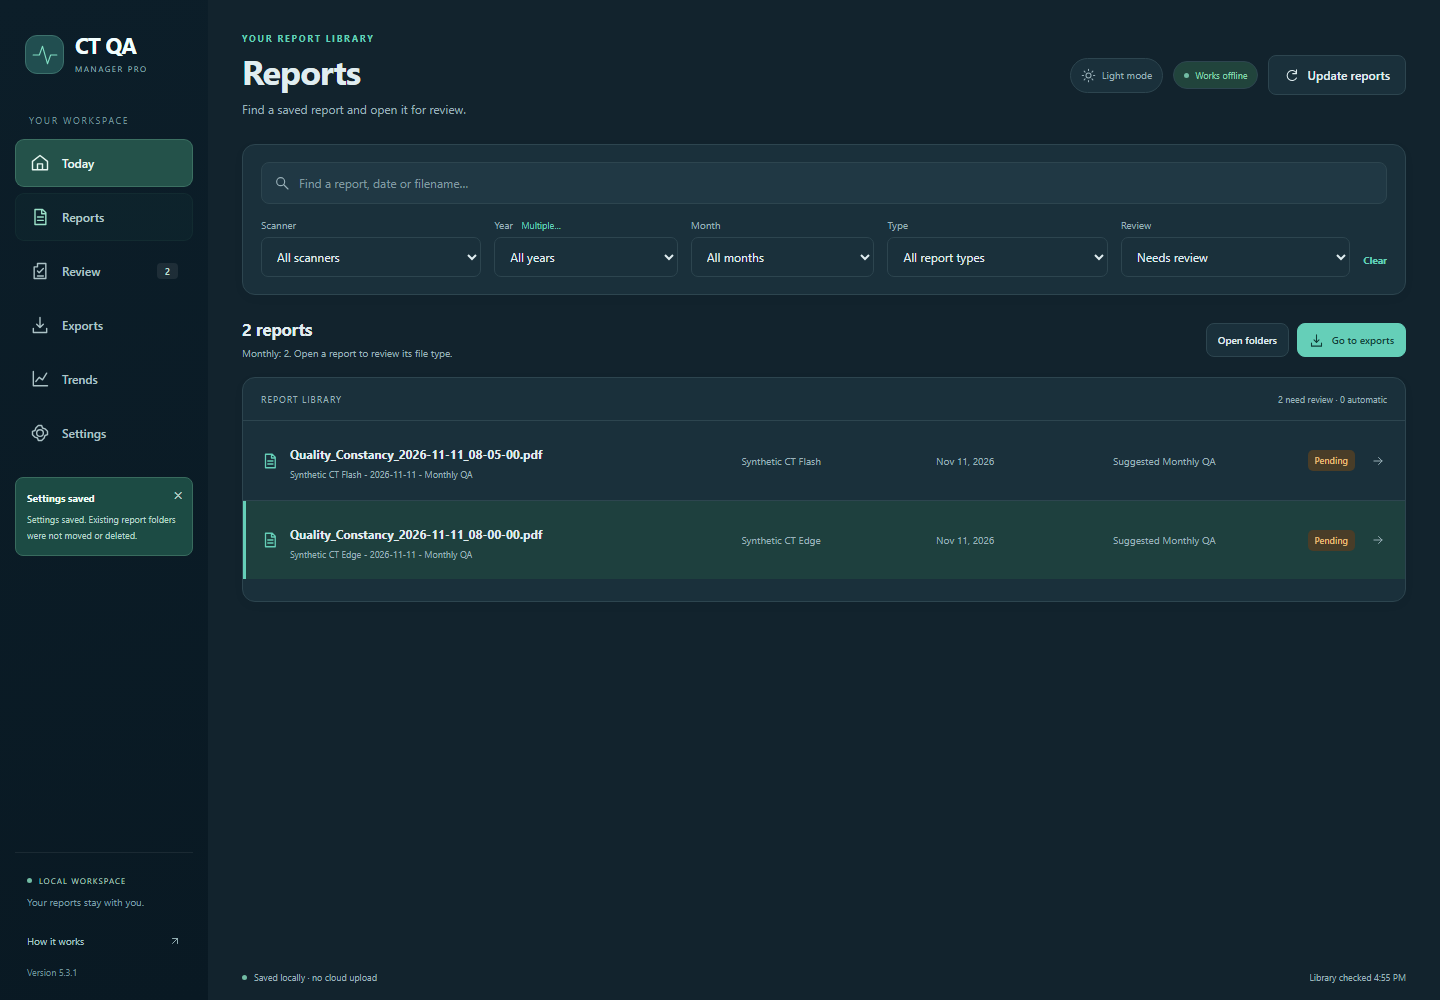 CT QA
MANAGER PRO
YOUR WORKSPACE
Today
Reports
Review 2
Exports
Trends
Settings
Settings saved
Settings saved. Existing report folders
were not moved or deleted.
LOCAL WORKSPACE
Your reports stay with you.
How it works
Version 5.3.1
YOUR REPORT LIBRARY
Reports
Find a saved report and open it for review.
Light mode
Works offline
Update reports
Find a report, date or filename...
Scanner
Year Multiple...
Month
Type
Review
All scanners
All years
All months
All report types
Needs review
Clear
2 reports
Monthly: 2. Open a report to review its file type.
Open folders
Go to exports
REPORT LIBRARY
2 need review · 0 automatic
Quality_Constancy_2026-11-11_08-05-00.pdf
Synthetic CT Flash - 2026-11-11 - Monthly QA
Synthetic CT Flash
Nov 11, 2026
Suggested Monthly QA
Pending
Quality_Constancy_2026-11-11_08-00-00.pdf
Synthetic CT Edge - 2026-11-11 - Monthly QA
Synthetic CT Edge
Nov 11, 2026
Suggested Monthly QA
Pending
Saved locally · no cloud upload
Library checked 4:55 PM